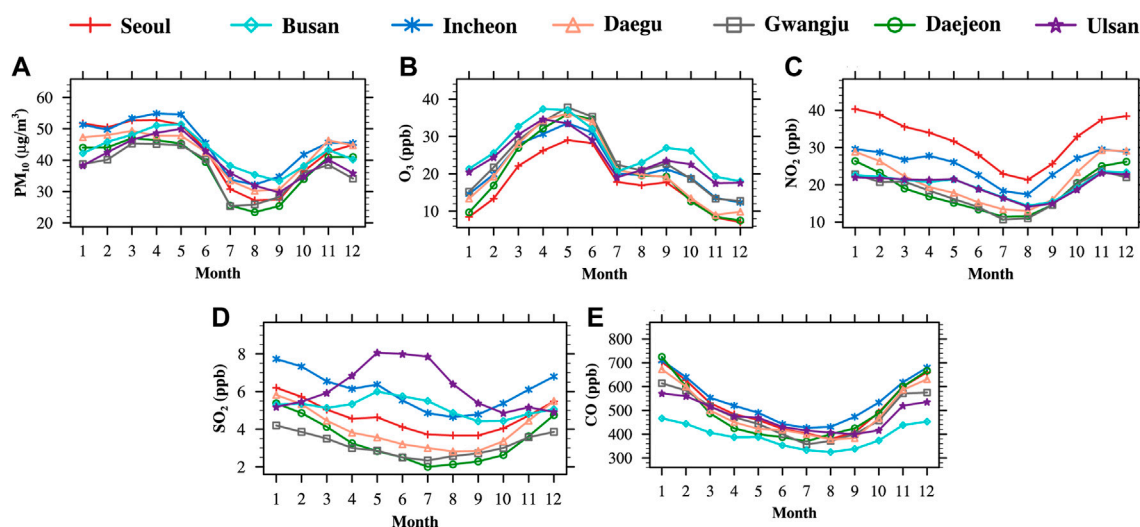 Seoul Busan Incheon Daegu Gwangju Daejeon Ulsan
A B C
PM₁₀ (μg/m³)
60
50
40
30
20
1 2 3 4 5 6 7 8 9 10 11 12
Month
O₃ (ppb)
40
30
20
10
1 2 3 4 5 6 7 8 9 10 11 12
Month
NO₂ (ppb)
40
30
20
10
1 2 3 4 5 6 7 8 9 10 11 12
Month
D E
SO₂ (ppb)
8
6
4
2
1 2 3 4 5 6 7 8 9 10 11 12
Month
CO (ppb)
800
700
600
500
400
300
1 2 3 4 5 6 7 8 9 10 11 12
Month